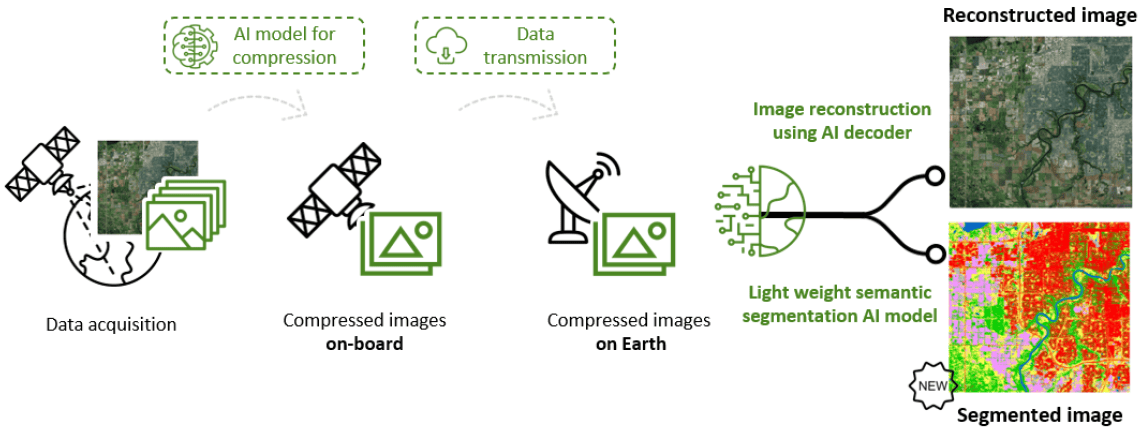 Reconstructed image
AI model for
compression
Data
transmission
Image reconstruction
using AI decoder
Data acquisition
Compressed images
on-board
Compressed images
on Earth
Light weight semantic
segmentation AI model
NEW
Segmented image